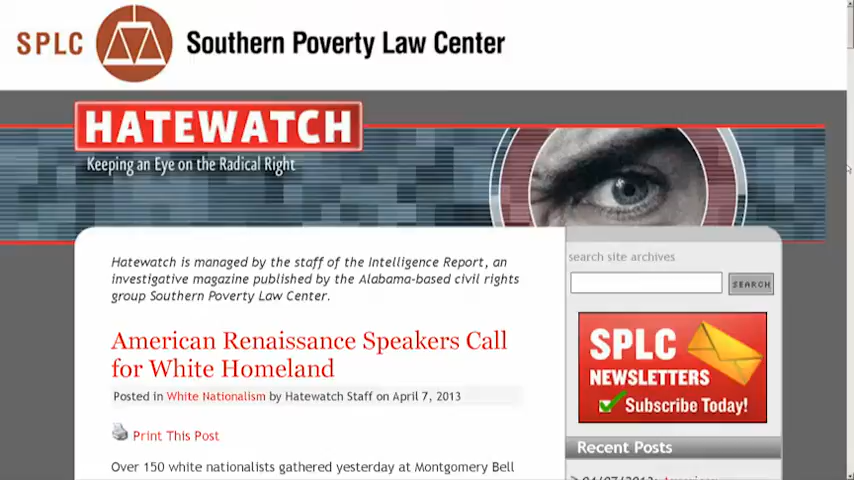 SPLC Southern Poverty Law Center
HATEWATCH
Keeping an Eye on the Radical Right
Hatewatch is managed by the staff of the Intelligence Report, an
investigative magazine published by the Alabama-based civil rights
group Southern Poverty Law Center.
American Renaissance Speakers Call
for White Homeland
Posted in White Nationalism by Hatewatch Staff on April 7, 2013
Print This Post
Over 150 white nationalists gathered yesterday at Montgomery Bell
search site archives
SEARCH
SPLC
NEWSLETTERS
Subscribe Today!
Recent Posts